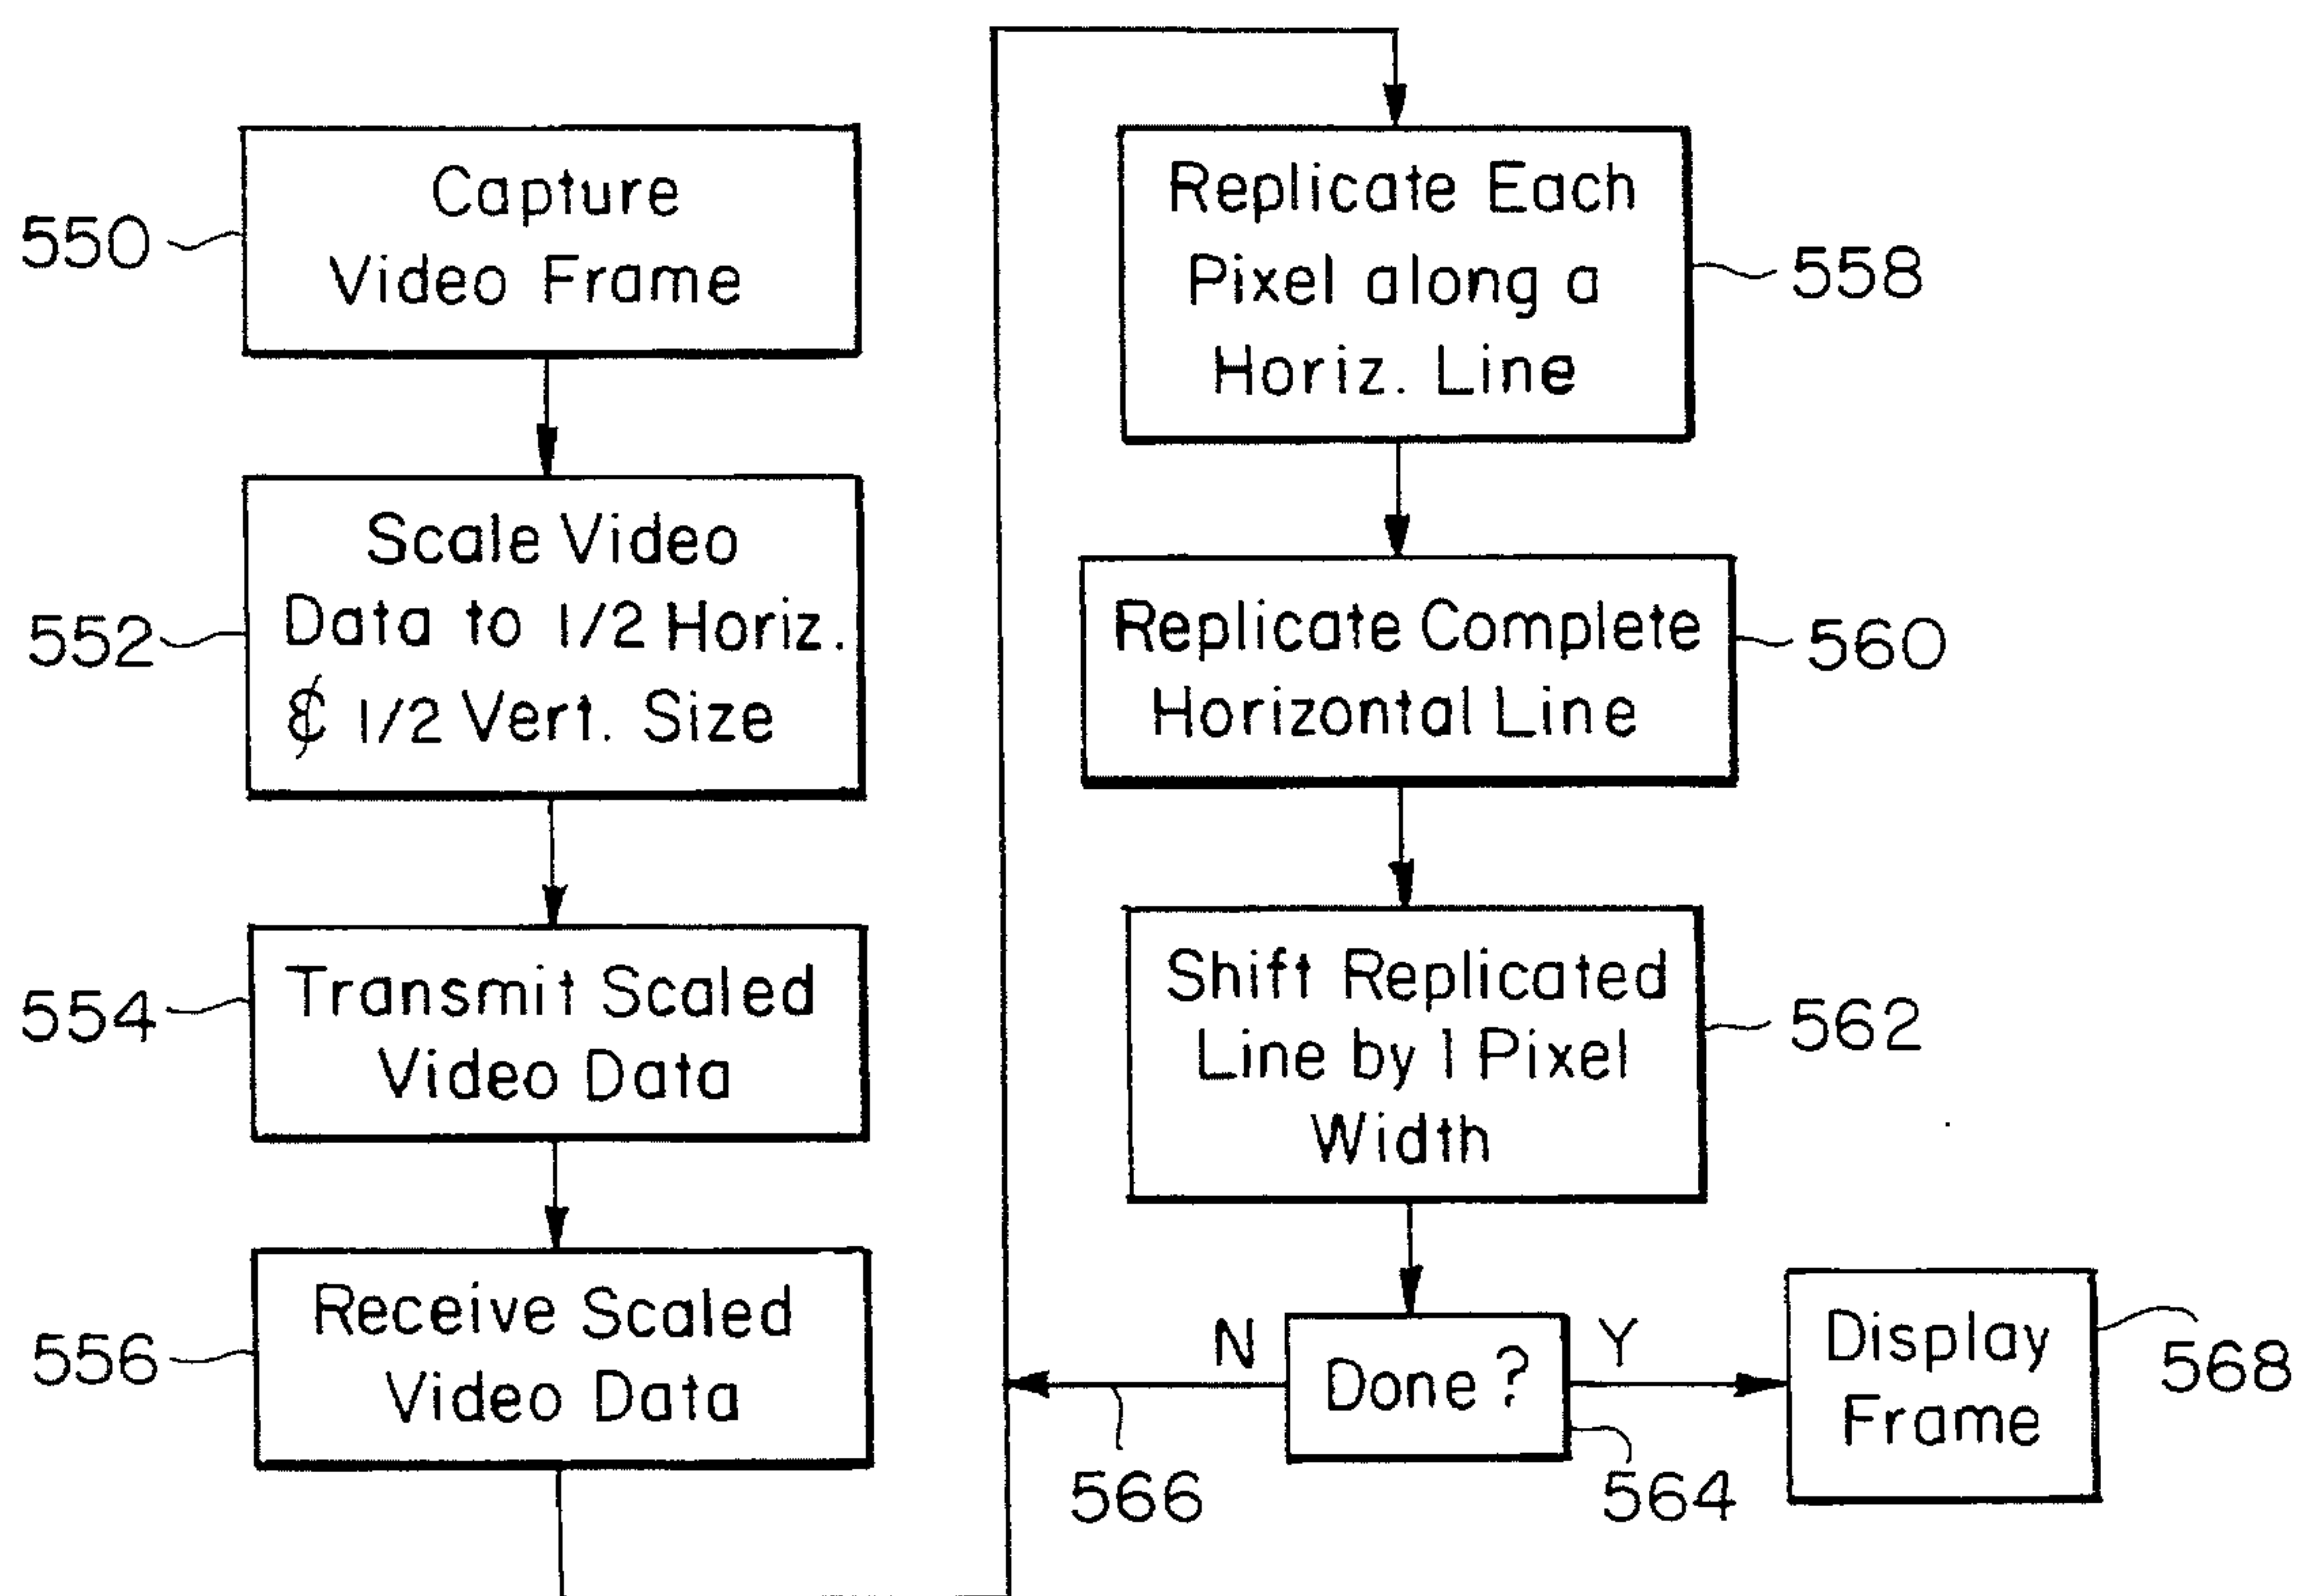 550
Capture
Video Frame
552
Scale Video
Data to 1/2 Horiz.
& 1/2 Vert. Size
554
Transmit Scaled
Video Data
556
Receive Scaled
Video Data
Replicate Each
Pixel along a
Horiz. Line
558
Replicate Complete
Horizontal Line
560
Shift Replicated
Line by 1 Pixel
Width
562
N
Done ?
Y
566
564
Display
Frame
568